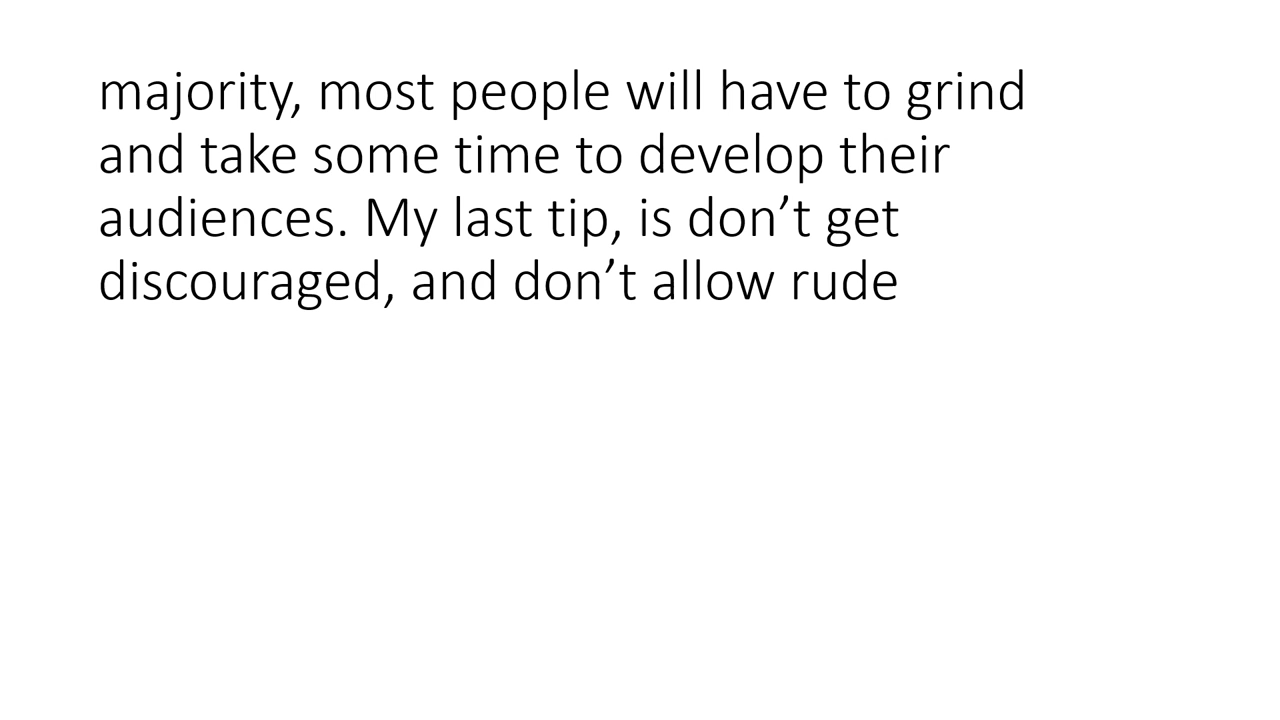 majority, most people will have to grind
and take some time to develop their
audiences. My last tip, is don’t get
discouraged, and don’t allow rude